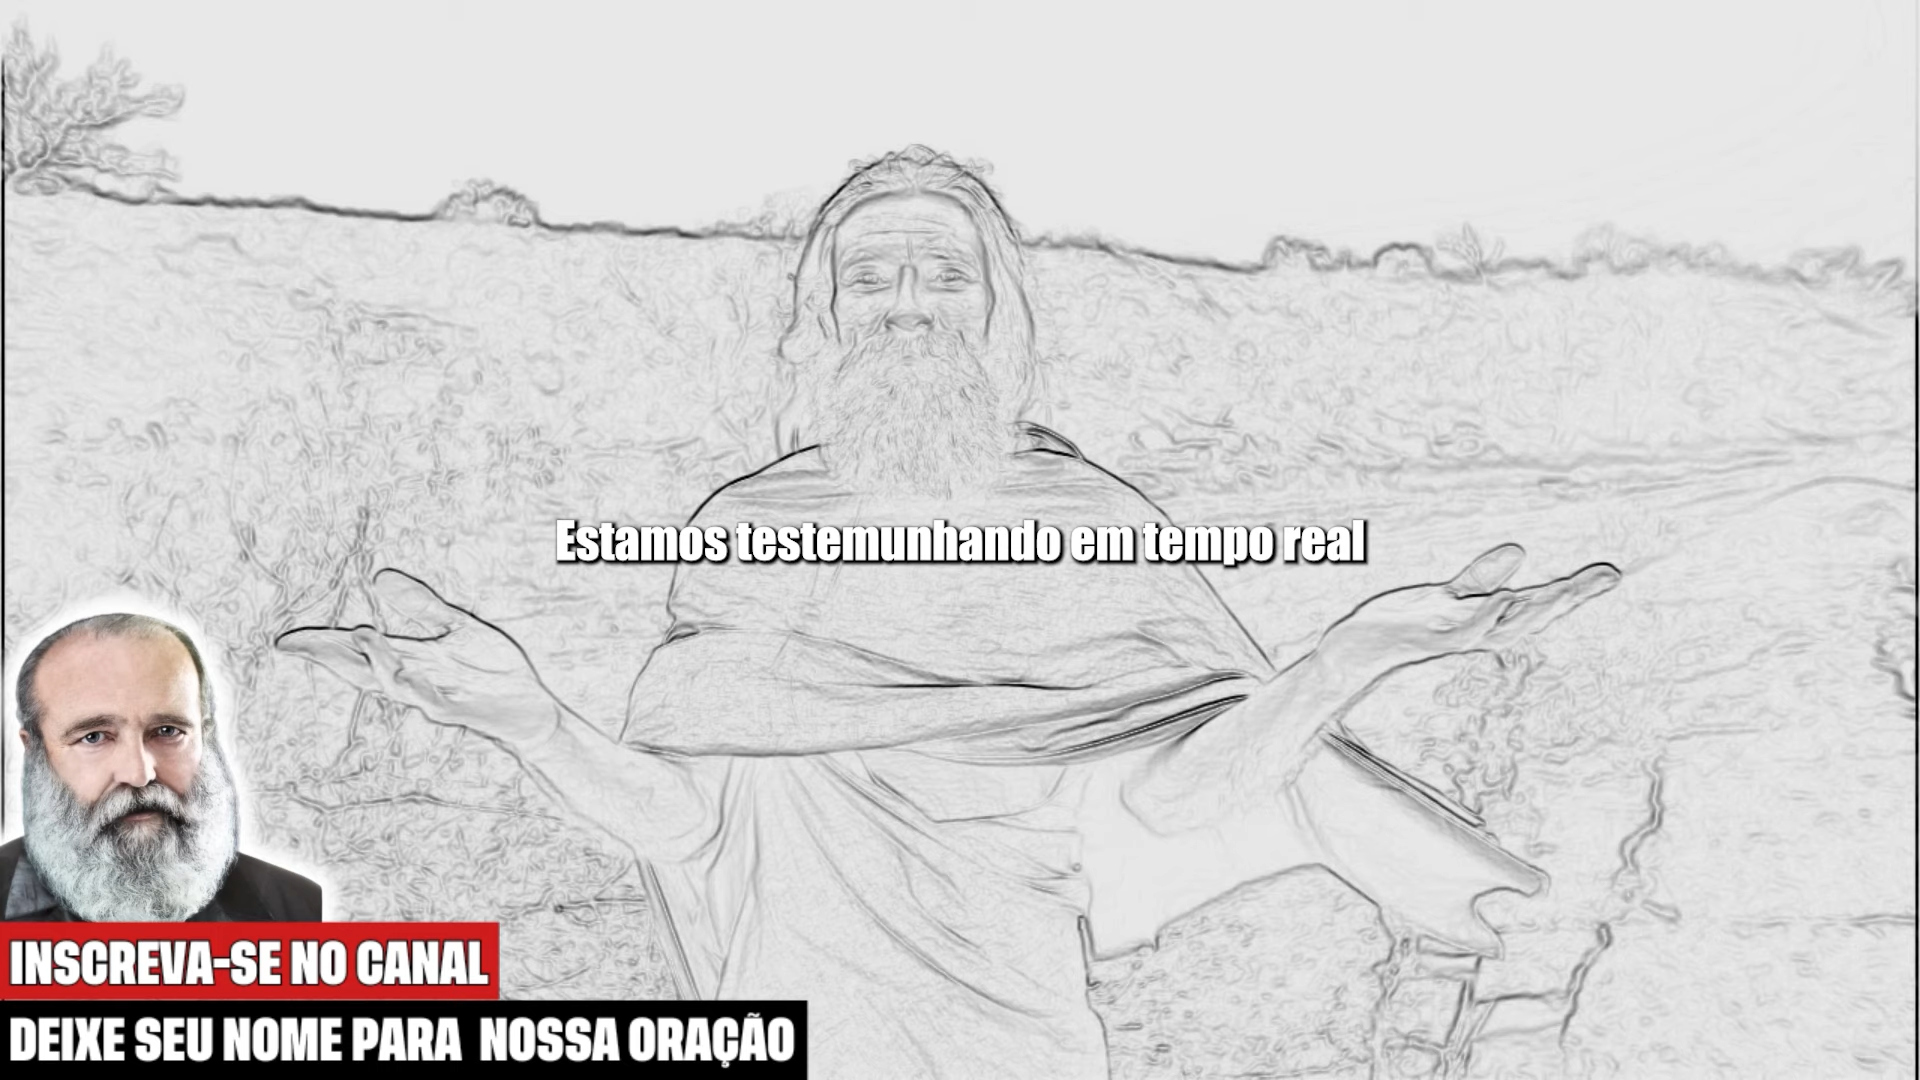 Estamos testemunhando em tempo real
INSCREVA-SE NO CANAL
DEIXE SEU NOME PARA NOSSA ORAÇÃO